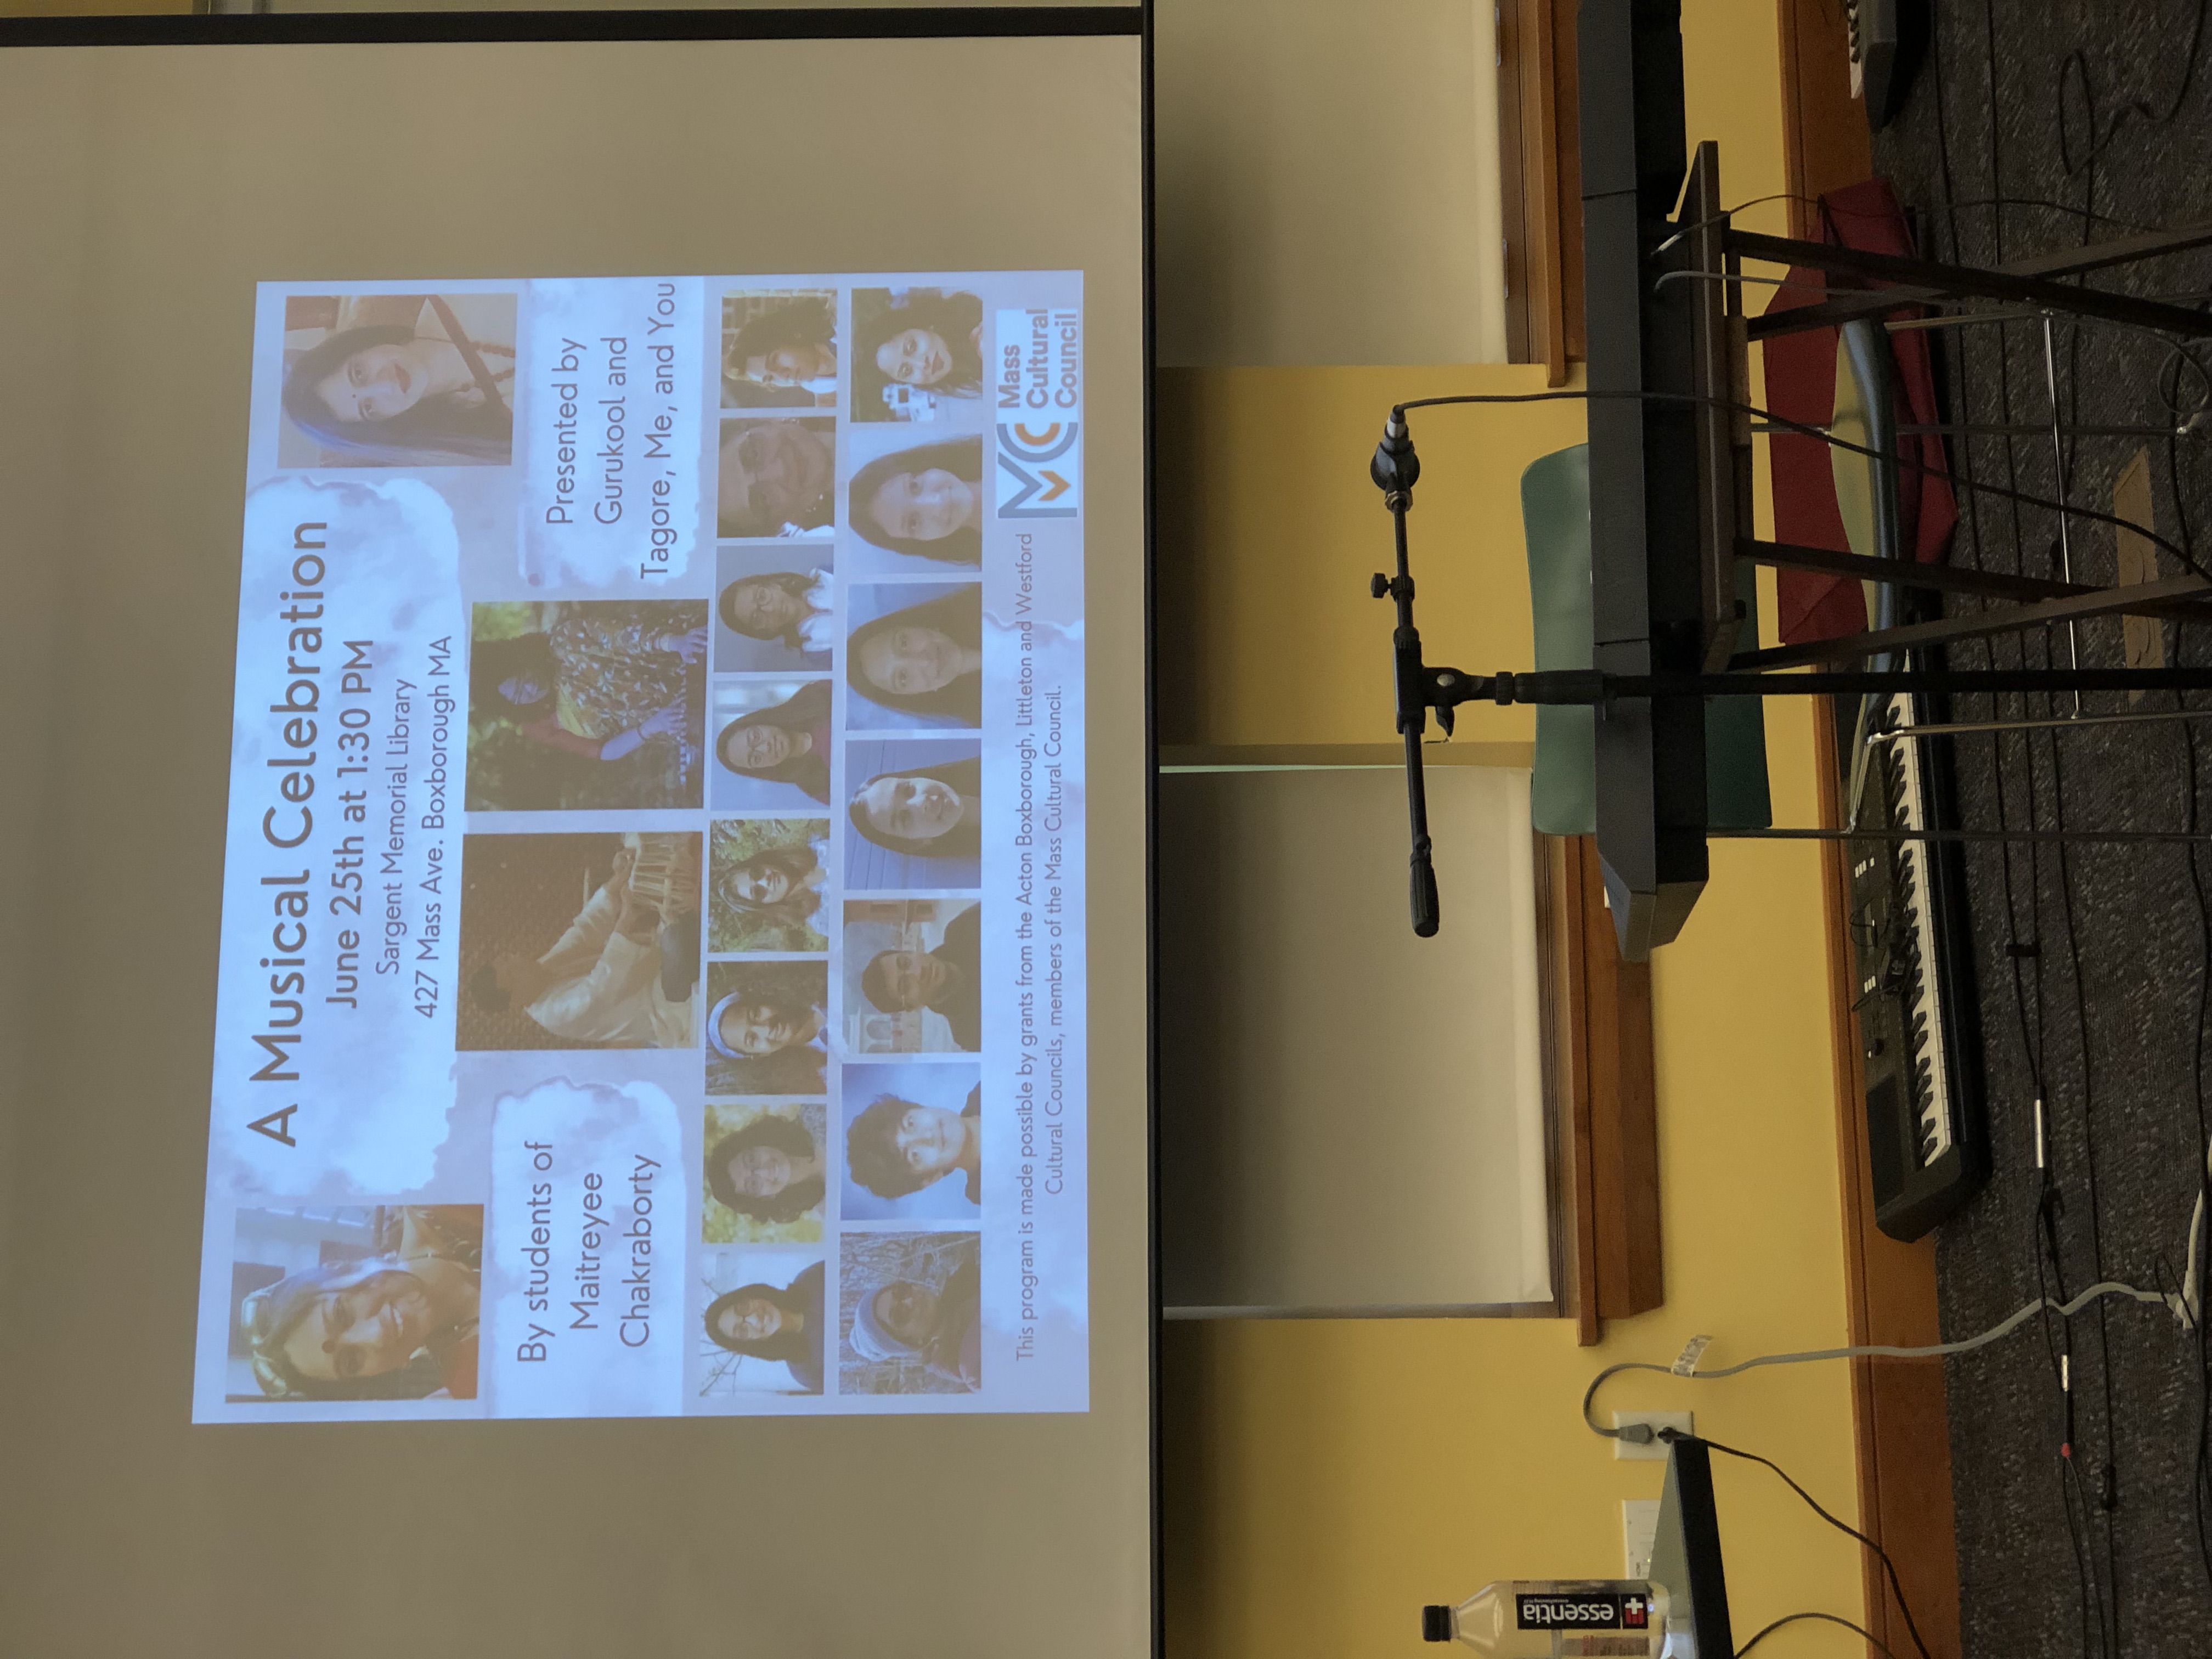 A Musical Celebration
June 25th at 1:30 PM
Sargent Memorial Library
427 Mass Ave. Boxborough MA
By students of
Maitreyee
Chakraborty
Presented by
Gurukool and
Tagore, Me, and You
This program is made possible by grants from the Acton Boxborough, Littleton and Westford
Cultural Councils, members of the Mass Cultural Council.
Mass
Cultural
Council
essentia